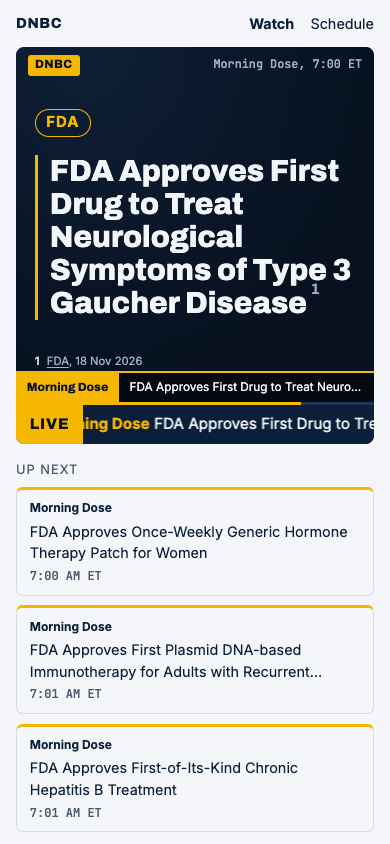 DNBC
Watch Schedule
DNBC
Morning Dose, 7:00 ET
FDA
FDA Approves First
Drug to Treat
Neurological
Symptoms of Type 3
Gaucher Disease 1
1 FDA, 18 Nov 2026
Morning Dose FDA Approves First Drug to Treat Neuro...
LIVE Dose FDA Approves First Drug to
UP NEXT
Morning Dose
FDA Approves Once-Weekly Generic Hormone
Therapy Patch for Women
7:00 AM ET
Morning Dose
FDA Approves First Plasmid DNA-based
Immunotherapy for Adults with Recurrent...
7:01 AM ET
Morning Dose
FDA Approves First-of-Its-Kind Chronic
Hepatitis B Treatment
7:01 AM ET